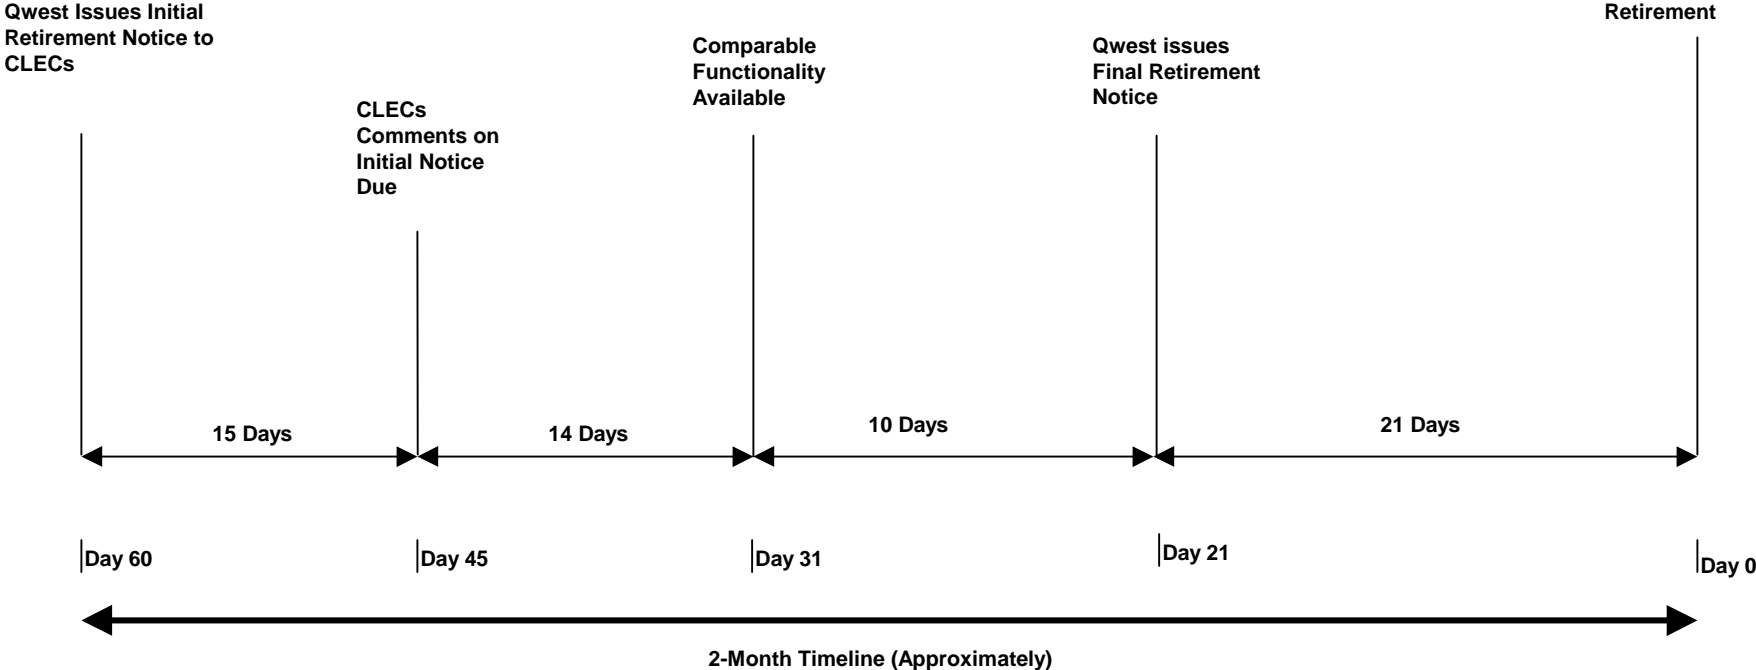 Qwest Issues Initial
Retirement Notice to
CLECs
CLECs
Comments on
Initial Notice
Due
Comparable
Functionality
Available
Qwest issues
Final Retirement
Notice
Retirement
15 Days
14 Days
10 Days
21 Days
Day 60
Day 45
Day 31
Day 21
Day 0
2-Month Timeline (Approximately)